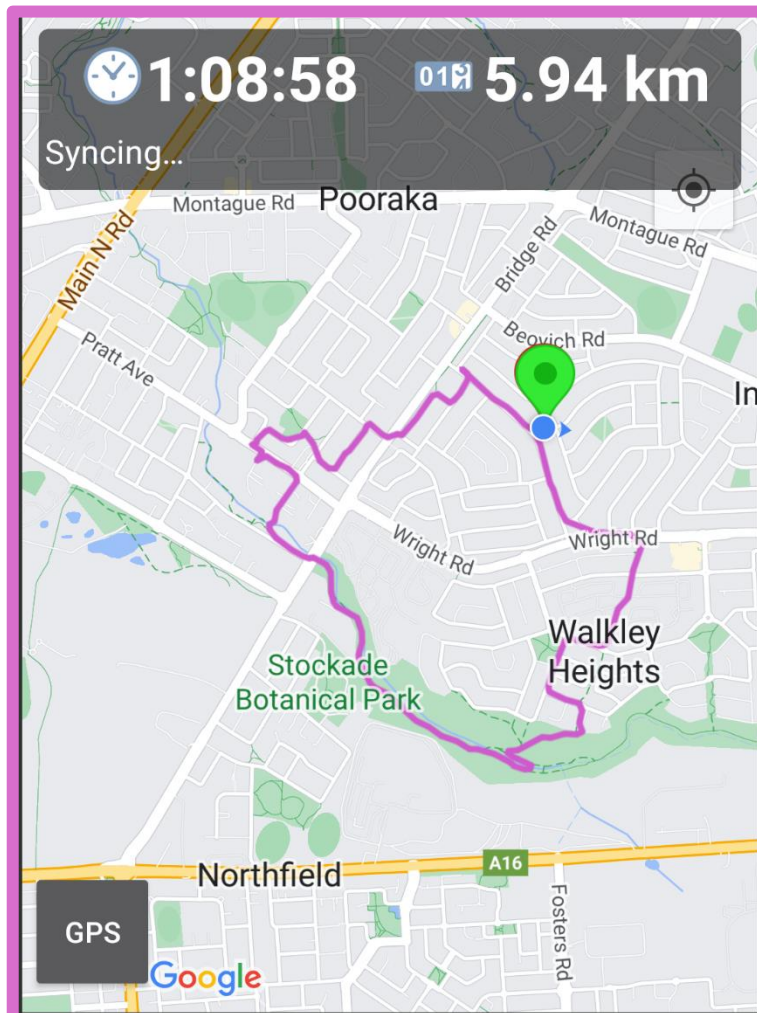 1:08:58 5.94 km
Syncing...
Montague Rd
Pooraka
Montague Rd
Main N Rd
Bridge Rd
Beovich Rd
Pratt Ave
In
Wright Rd
Wright Rd
Walkley
Heights
Stockade
Botanical Park
Northfield
A16
Fosters Rd
GPS
Google